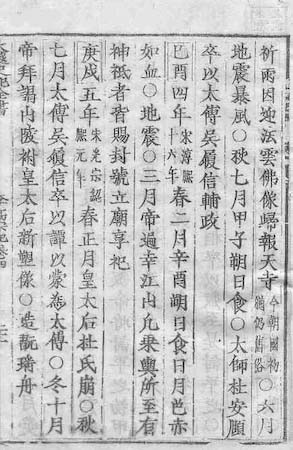 祈雨因迎法雲佛像歸報天寺今朝國初猶仍舊○六月
地震暴風○秋七月甲子朔日食○太師杜安頤
卒以太傅吳履信輔政
己酉四年宋淳熙十六年春二月辛酉朔日食日月色赤
如血○地震○三月帝過幸江内凡乘輿所至有
神祇者皆賜封號立廟享祀
庚戌五年宋光宗紹熙元年春正月皇太后杜氏崩○秋
七月太傅吳履信卒以譚以蒙為太傅○冬十月
帝拜謁山陵祔皇太后新塑像○造翫舟